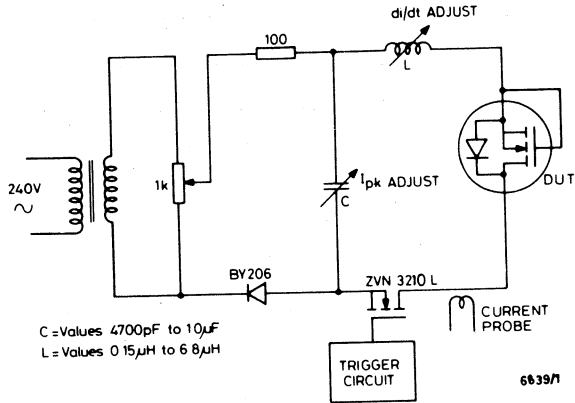 di/dt ADJUST
100
L
240V
1k
Ipk ADJUST
C
DUT
BY206
ZVN 3210 L
CURRENT
PROBE
C = Values 4700pF to 10µF
L = Values 0·15µH to 6·8µH
TRIGGER
CIRCUIT
6839/1